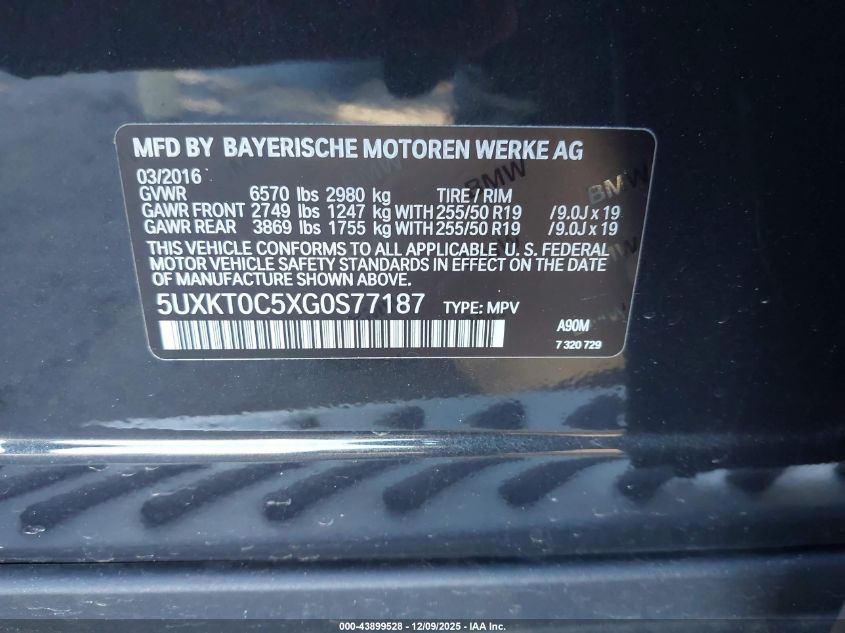 MFD BY BAYERISCHE MOTOREN WERKE AG
03/2016
GVWR 6570 lbs 2980 kg TIRE / RIM
GAWR FRONT 2749 lbs 1247 kg WITH 255/50 R19 / 9.0J x 19
GAWR REAR 3869 lbs 1755 kg WITH 255/50 R19 / 9.0J x 19
THIS VEHICLE CONFORMS TO ALL APPLICABLE U. S. FEDERAL
MOTOR VEHICLE SAFETY STANDARDS IN EFFECT ON THE DATE
OF MANUFACTURE SHOWN ABOVE.
5UXKT0C5XG0S77187 TYPE: MPV
A90M
7 320 729
BMW
BMW
BMW
000-43899528 - 12/09/2025 - IAA Inc.